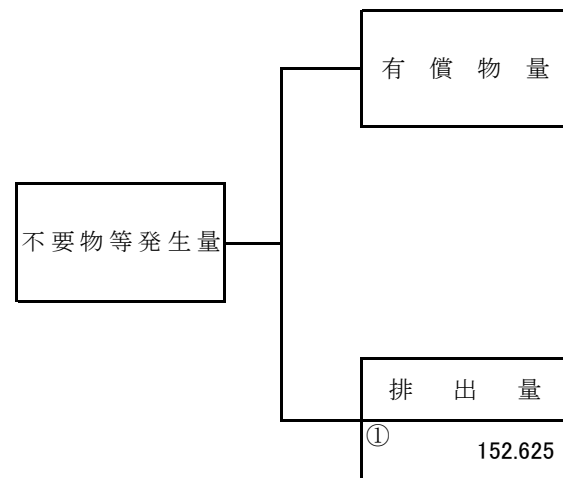 有償物量
不要物等発生量
排出量
①
152.625